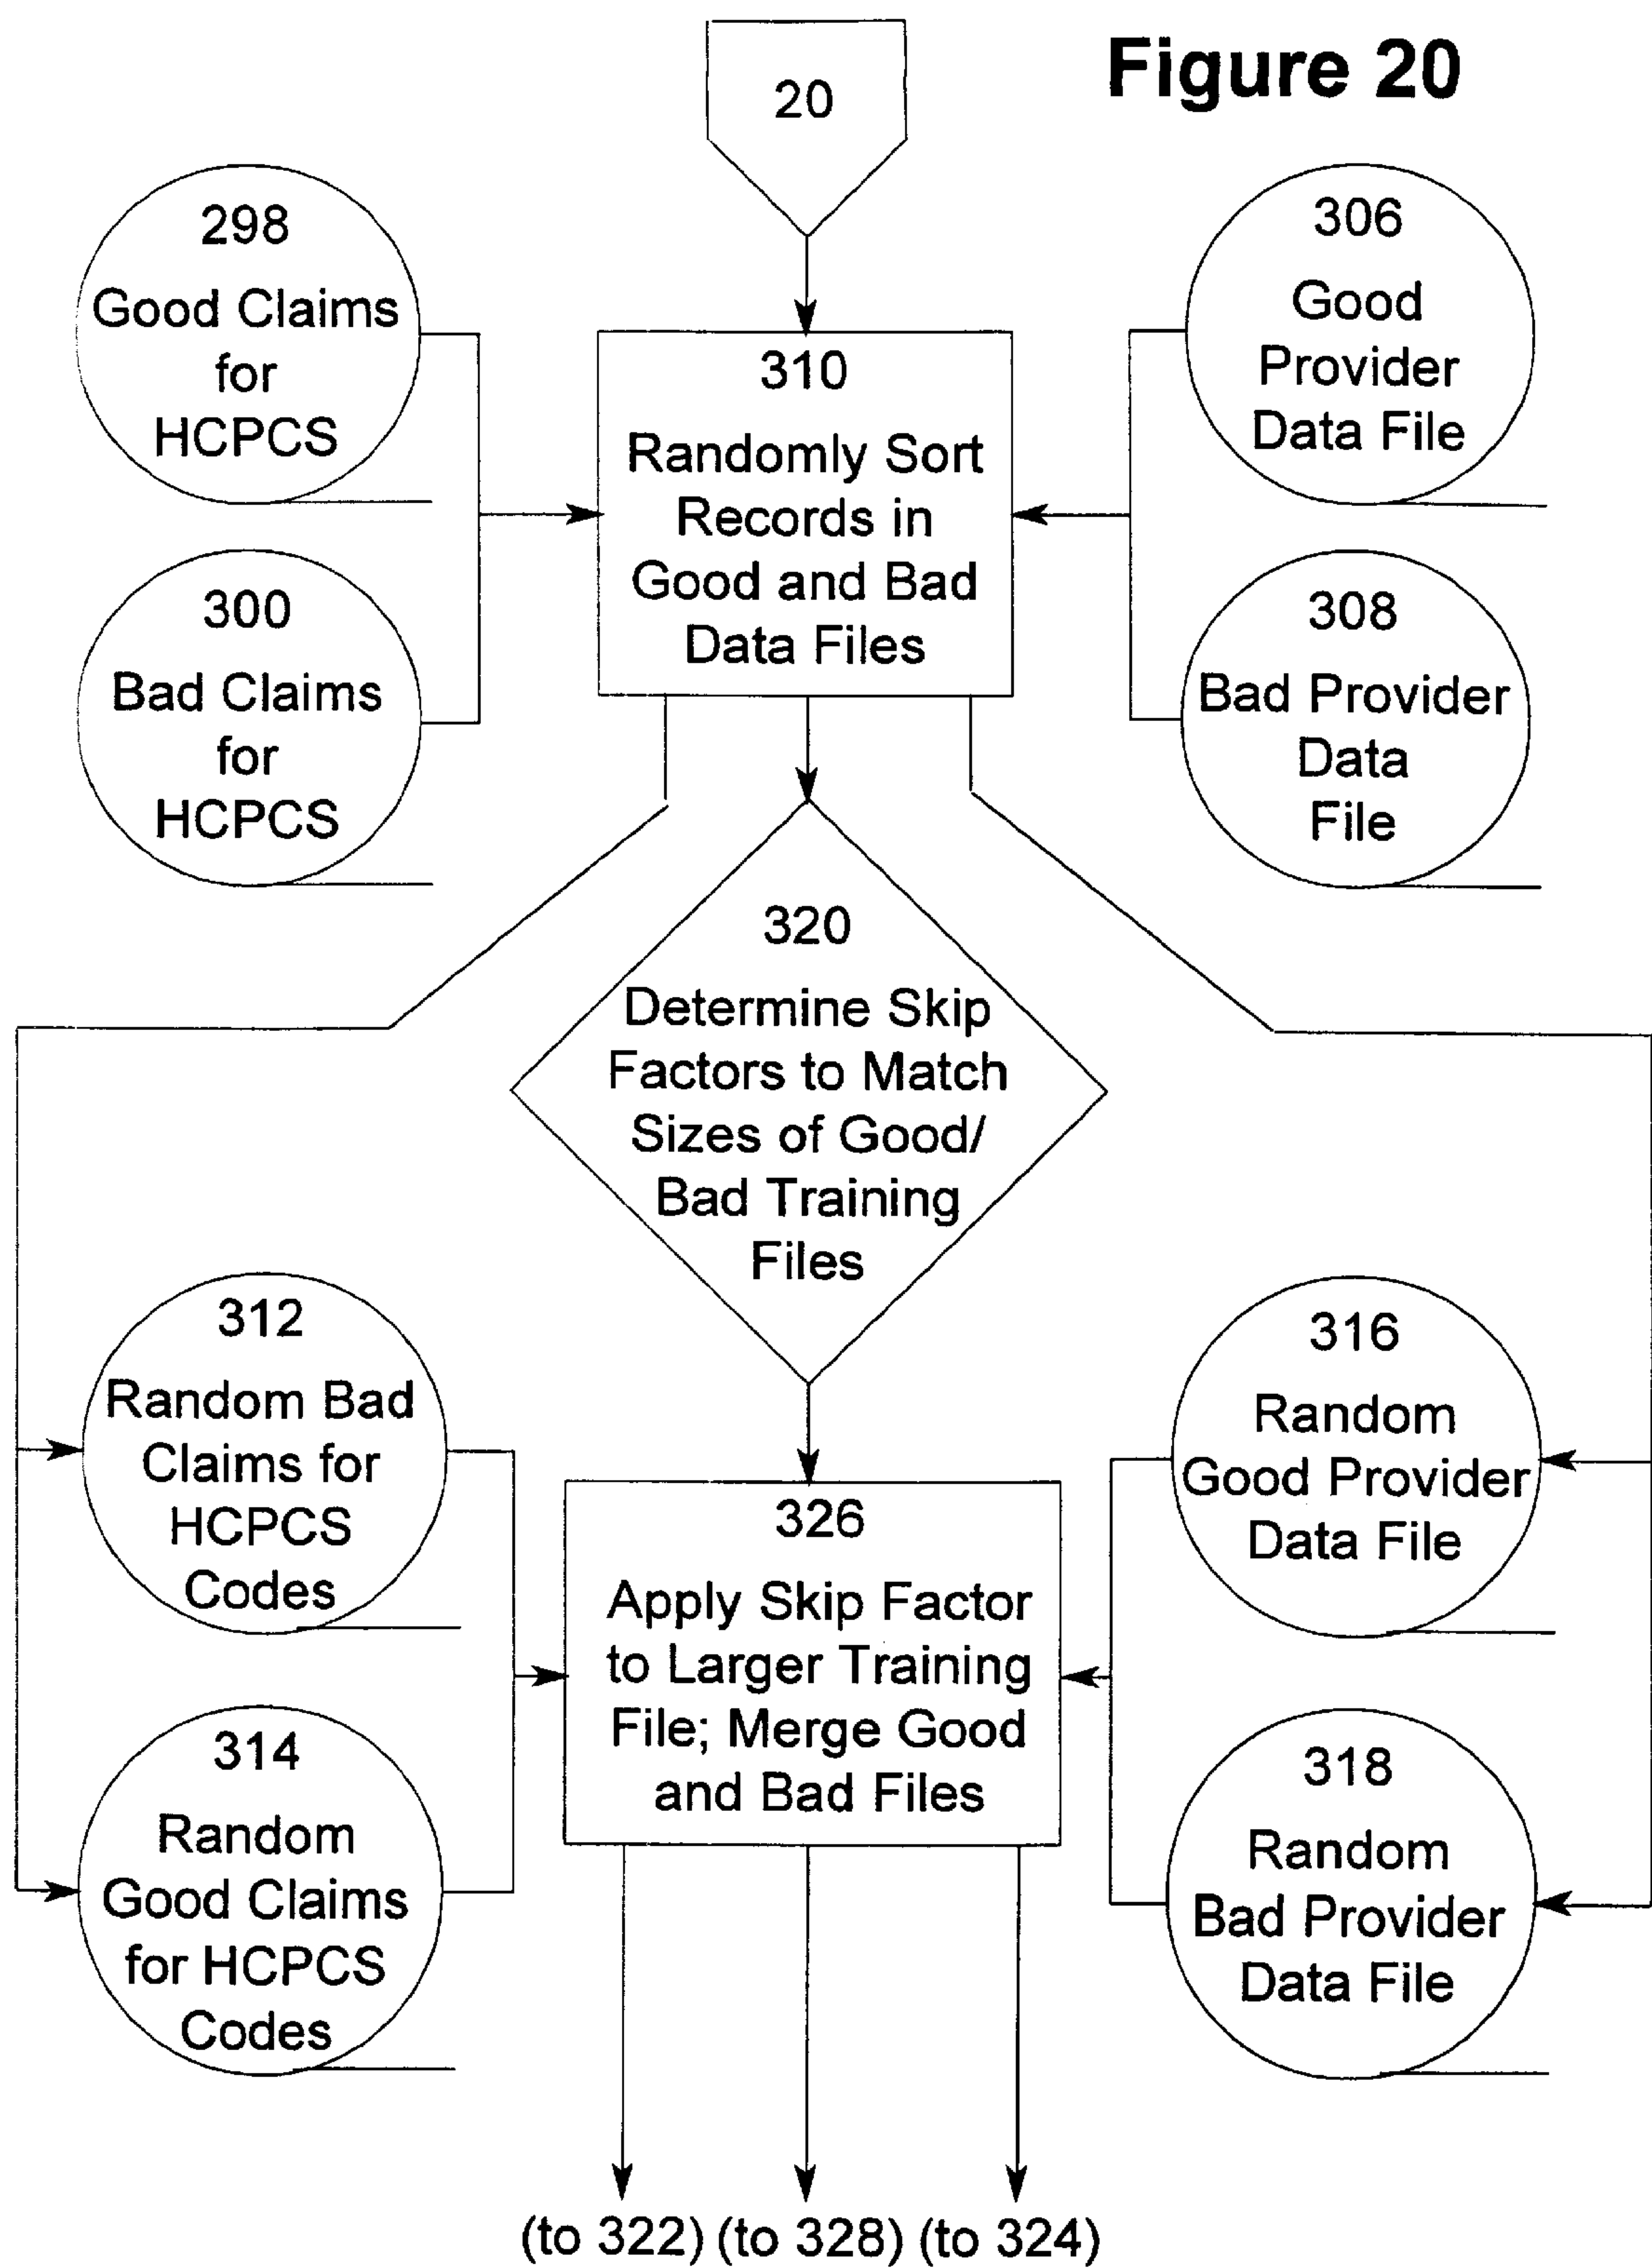 Figure 20
20
298
Good Claims
for
HCPCS
306
Good
Provider
Data File
310
Randomly Sort
Records in
Good and Bad
Data Files
300
Bad Claims
for
HCPCS
308
Bad Provider
Data
File
320
Determine Skip
Factors to Match
Sizes of Good/
Bad Training
Files
312
Random Bad
Claims for
HCPCS
Codes
316
Random
Good Provider
Data File
326
Apply Skip Factor
to Larger Training
File; Merge Good
and Bad Files
314
Random
Good Claims
for HCPCS
Codes
318
Random
Bad Provider
Data File
(to 322) (to 328) (to 324)